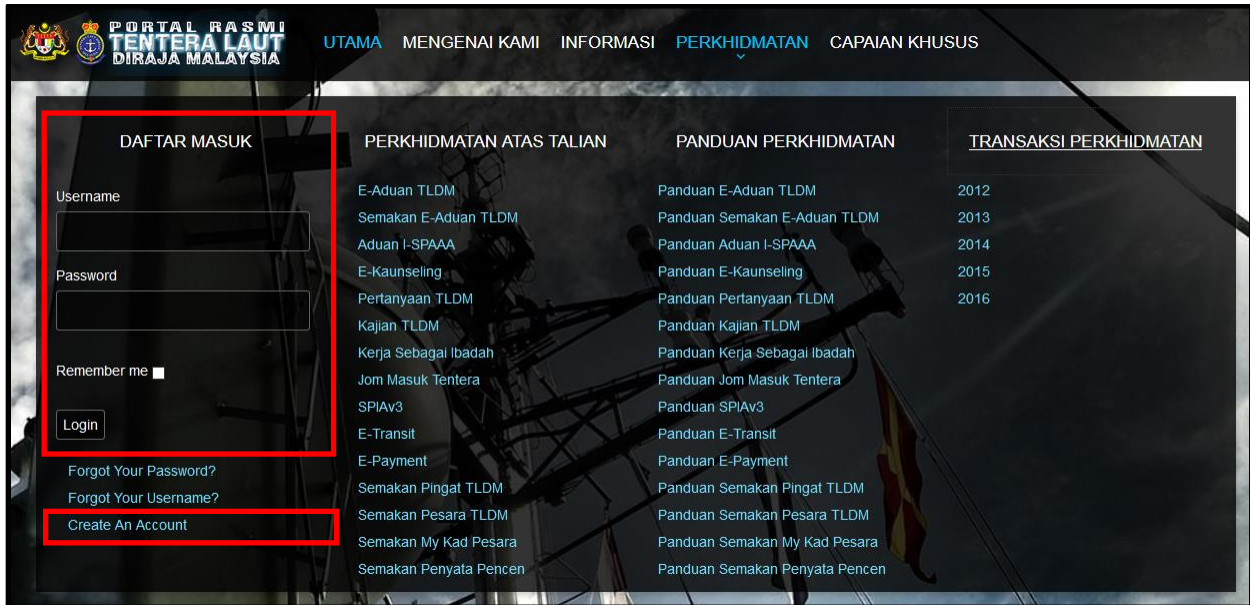 PORTAL RASMI
TENTERA LAUT
DIRAJA MALAYSIA
UTAMA MENGENAI KAMI INFORMASI PERKHIDMATAN CAPAIAN KHUSUS
DAFTAR MASUK
Username
Password
Remember me
Login
Forgot Your Password?
Forgot Your Username?
Create An Account
PERKHIDMATAN ATAS TALIAN
E-Aduan TLDM
Semakan E-Aduan TLDM
Aduan I-SPAAA
E-Kaunseling
Pertanyaan TLDM
Kajian TLDM
Kerja Sebagai Ibadah
Jom Masuk Tentera
SPIAv3
E-Transit
E-Payment
Semakan Pingat TLDM
Semakan Pesara TLDM
Semakan My Kad Pesara
Semakan Penyata Pencen
PANDUAN PERKHIDMATAN
Panduan E-Aduan TLDM
Panduan Semakan E-Aduan TLDM
Panduan Aduan I-SPAAA
Panduan E-Kaunseling
Panduan Pertanyaan TLDM
Panduan Kajian TLDM
Panduan Kerja Sebagai Ibadah
Panduan Jom Masuk Tentera
Panduan SPIAv3
Panduan E-Transit
Panduan E-Payment
Panduan Semakan Pingat TLDM
Panduan Semakan Pesara TLDM
Panduan Semakan My Kad Pesara
Panduan Semakan Penyata Pencen
TRANSAKSI PERKHIDMATAN
2012
2013
2014
2015
2016